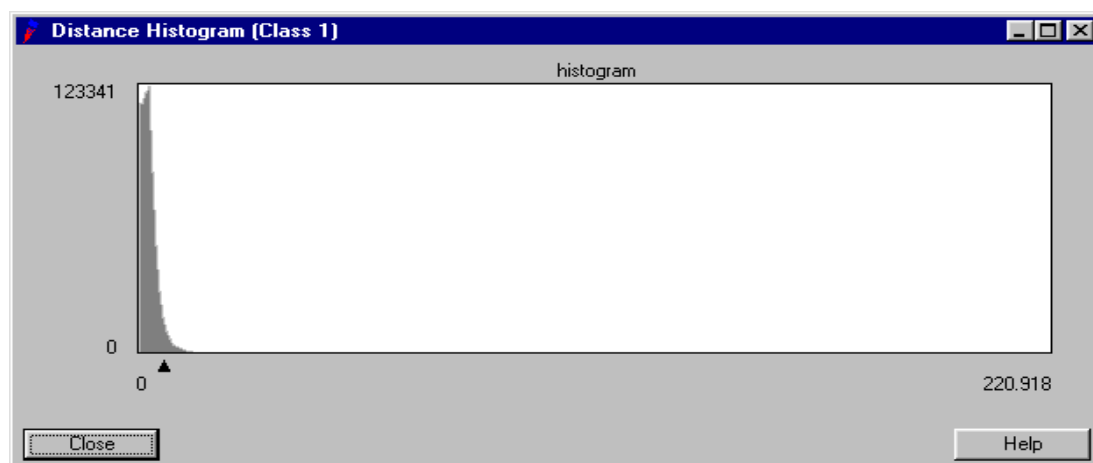 Distance Histogram (Class 1)
histogram
123341
0
0
220.918
Close
Help